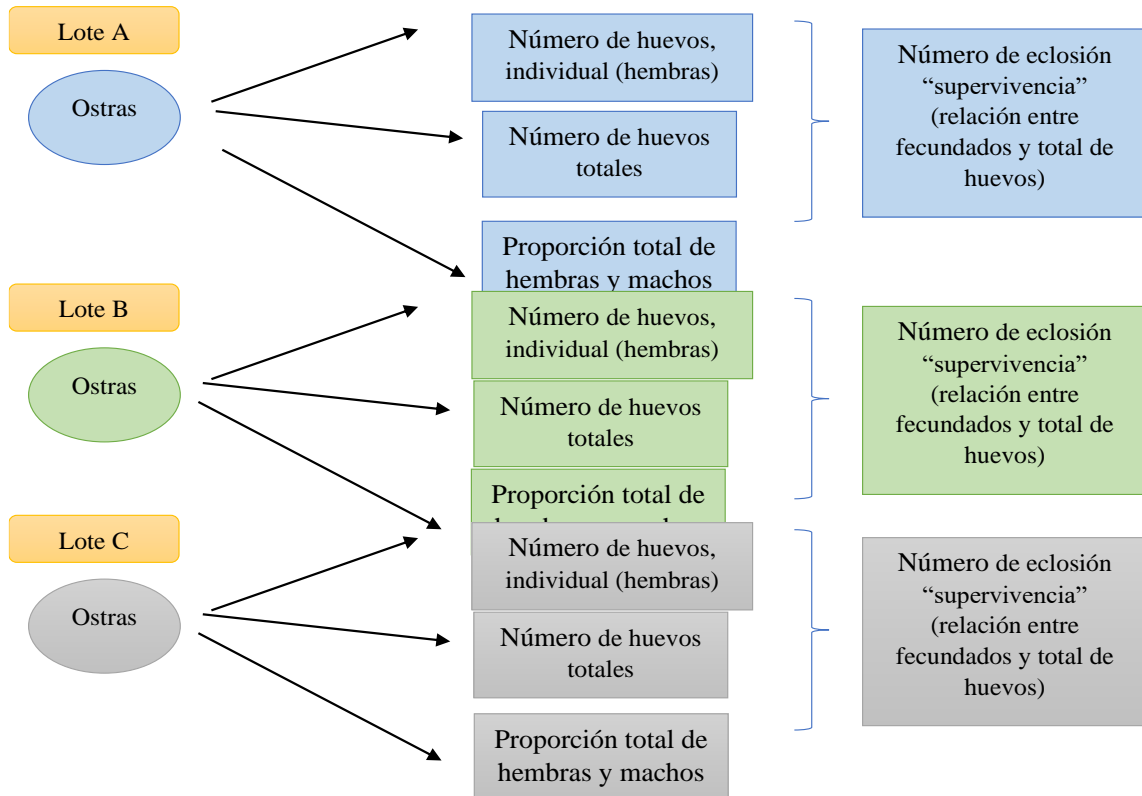 Lote A
Ostras
Número de huevos,
individual (hembras)
Número de huevos
totales
Proporción total de
hembras y machos
Número de eclosión
“supervivencia”
(relación entre
fecundados y total de
huevos)
Lote B
Ostras
Número de huevos,
individual (hembras)
Número de huevos
totales
Proporción total de
Número de eclosión
“supervivencia”
(relación entre
fecundados y total de
huevos)
Lote C
Ostras
Número de huevos,
individual (hembras)
Número de huevos
totales
Proporción total de
hembras y machos
Número de eclosión
“supervivencia”
(relación entre
fecundados y total de
huevos)